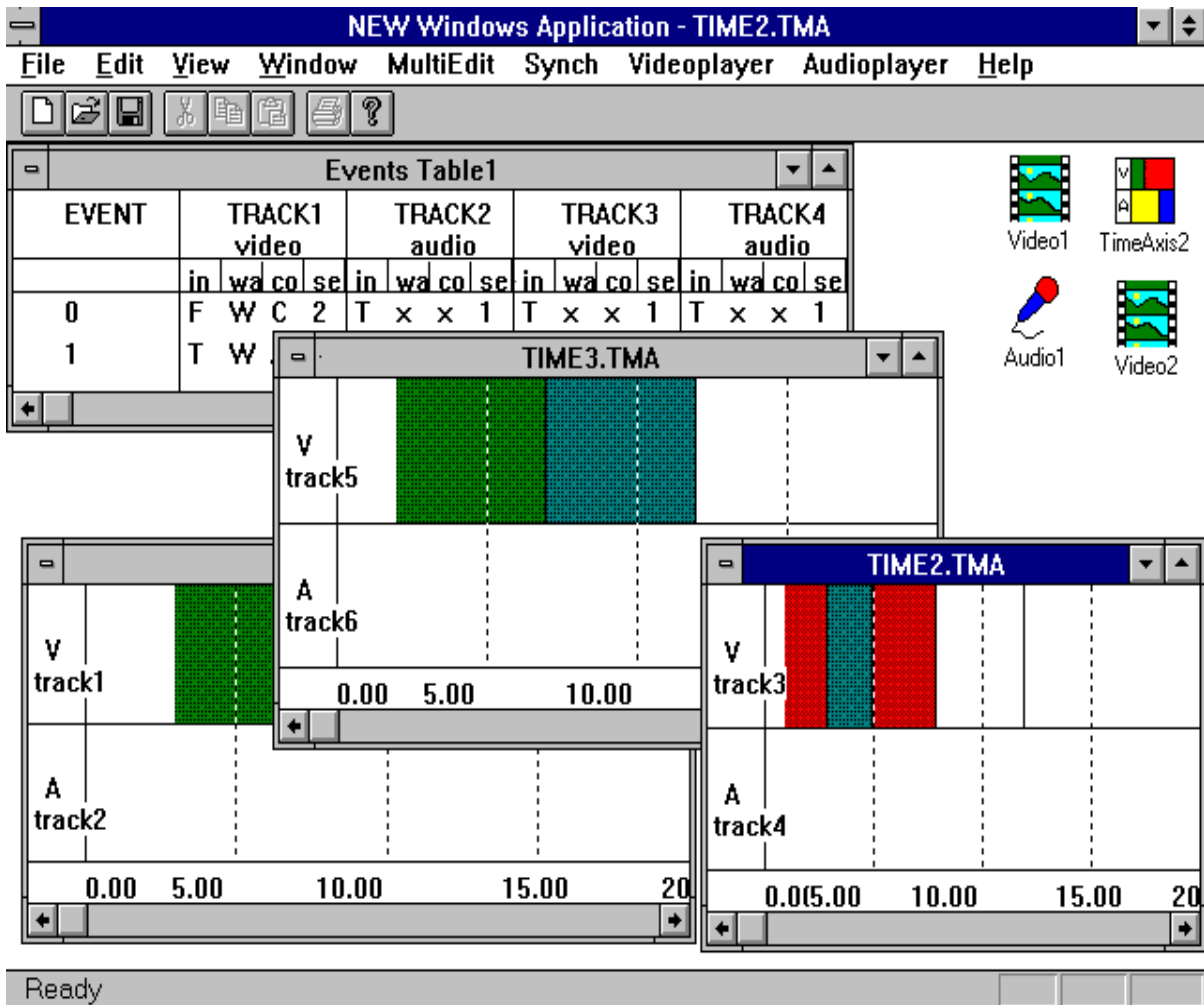 NEW Windows Application - TIME2.TMA
File Edit View Window MultiEdit Synch Videoplayer Audioplayer Help
Events Table1
EVENT TRACK1 TRACK2 TRACK3 TRACK4
video audio video audio
in wa co se in wa co se in wa co se in wa co se
0 F W C 2 T x x 1 T x x 1 T x x 1
1 T W
Video1
TimeAxis2
Audio1
Video2
TIME3.TMA
V
track5
A
track6
0.00 5.00 10.00
V
track1
A
track2
0.00 5.00 10.00 15.00 20
TIME2.TMA
V
track3
A
track4
0.0(5.00 10.00 15.00 20
V
A
Ready